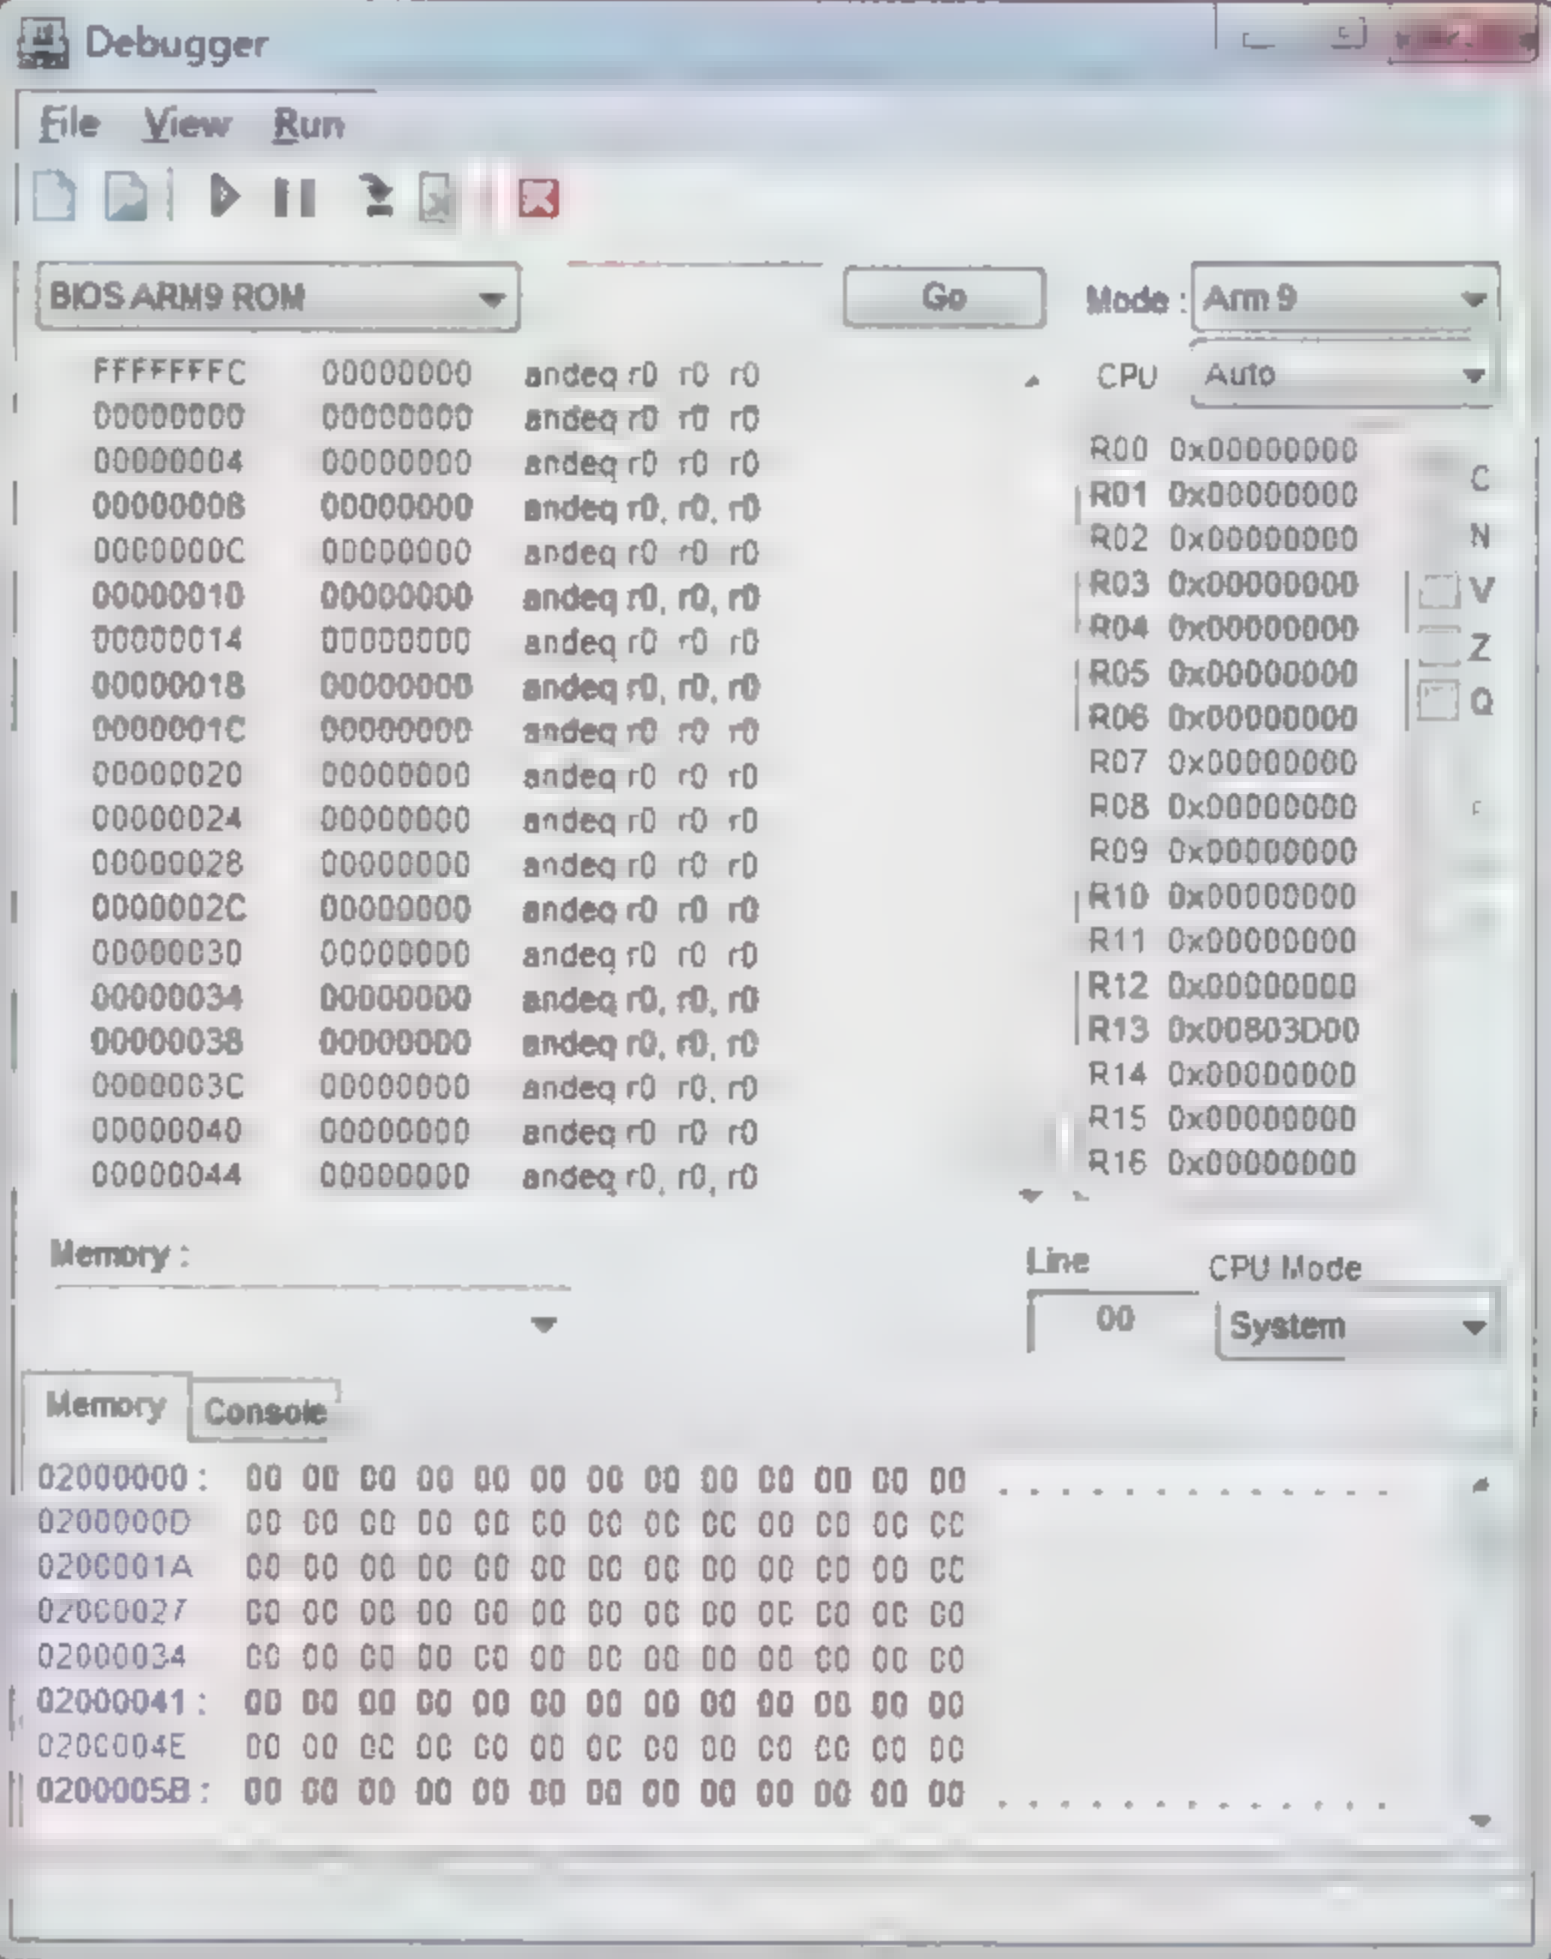 Debugger
File View Run
BIOS ARM9 ROM Go Mode : Arm 9
CPU Auto
FFFFFFFC 00000000 andeq r0 r0 r0
00000000 00000000 andeq r0 r0 r0
00000004 00000000 andeq r0 r0 r0
00000008 00000000 andeq r0, r0, r0
0000000C 00000000 andeq r0 r0 r0
00000010 00000000 andeq r0, r0, r0
00000014 00000000 andeq r0 r0 r0
00000018 00000000 andeq r0, r0, r0
0000001C 00000000 andeq r0 r0 r0
00000020 00000000 andeq r0 r0 r0
00000024 00000000 andeq r0 r0 r0
00000028 00000000 andeq r0 r0 r0
0000002C 00000000 andeq r0 r0 r0
00000030 00000000 andeq r0 r0 r0
00000034 00000000 andeq r0, r0, r0
00000038 00000000 andeq r0, r0, r0
0000003C 00000000 andeq r0 r0, r0
00000040 00000000 andeq r0 r0 r0
00000044 00000000 andeq r0, r0, r0
R00 0x00000000
R01 0x00000000
R02 0x00000000
R03 0x00000000
R04 0x00000000
R05 0x00000000
R06 0x00000000
R07 0x00000000
R08 0x00000000
R09 0x00000000
R10 0x00000000
R11 0x00000000
R12 0x00000000
R13 0x00803D00
R14 0x00000000
R15 0x00000000
R16 0x00000000
C
N
V
Z
Q
Memory :
Line
00
CPU Mode
System
Memory Console
02000000 : 00 00 00 00 00 00 00 00 00 00 00 00 00 . . . . . . . . . . . . .
0200000D 00 00 00 00 00 00 00 00 00 00 00 00 00
0200001A 00 00 00 00 00 00 00 00 00 00 00 00 00
02000027 00 00 00 00 00 00 00 00 00 00 00 00 00
02000034 00 00 00 00 00 00 00 00 00 00 00 00 00
02000041 : 00 00 00 00 00 00 00 00 00 00 00 00 00
0200004E 00 00 00 00 00 00 00 00 00 00 00 00 00
0200005B : 00 00 00 00 00 00 00 00 00 00 00 00 00 . . . . . . . . . . . . .